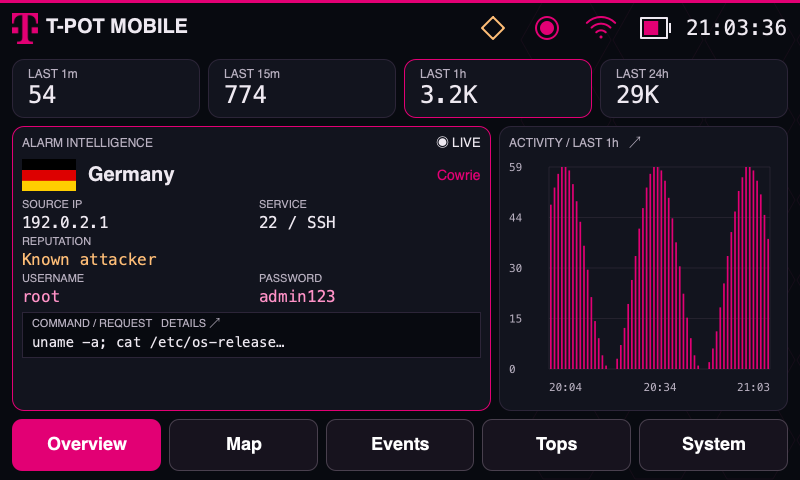 T-POT MOBILE
21:03:36
LAST 1m
54
LAST 15m
774
LAST 1h
3.2K
LAST 24h
29K
ALARM INTELLIGENCE
LIVE
Germany
Cowrie
SOURCE IP
192.0.2.1
SERVICE
22 / SSH
REPUTATION
Known attacker
USERNAME
root
PASSWORD
admin123
COMMAND / REQUEST DETAILS ↗
uname -a; cat /etc/os-release…
ACTIVITY / LAST 1h ↗
59
44
30
15
0
20:04
20:34
21:03
Overview
Map
Events
Tops
System